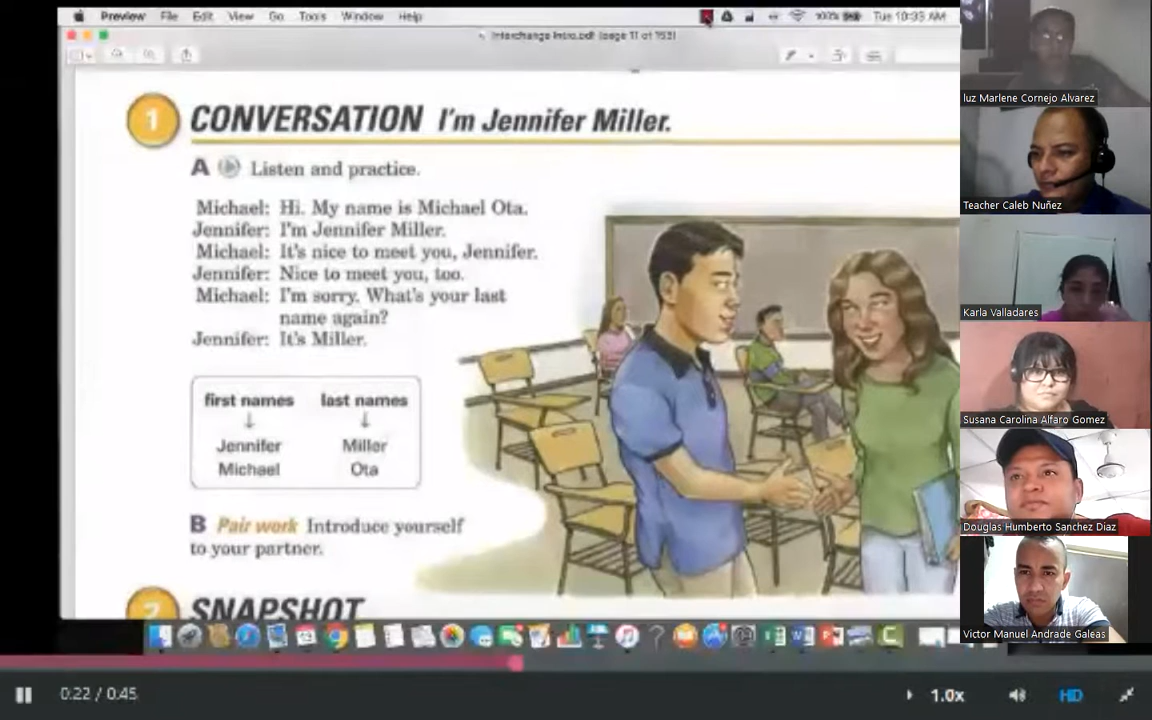 Preview File Edit View Go Tools Window Help 100% Tue 10:35 AM
Interchange Intro.pdf (page 11 of 153)
1 CONVERSATION I'm Jennifer Miller.
A Listen and practice.
Michael: Hi. My name is Michael Ota.
Jennifer: I'm Jennifer Miller.
Michael: It's nice to meet you, Jennifer.
Jennifer: Nice to meet you, too.
Michael: I'm sorry. What's your last
name again?
Jennifer: It's Miller.
first names last names
Jennifer Miller
Michael Ota
B Pair work Introduce yourself
to your partner.
2 SNAPSHOT
luz Marlene Cornejo Alvarez
Teacher Caleb Nuñez
Karla Valladares
Susana Carolina Alfaro Gomez
Douglas Humberto Sanchez Diaz
Victor Manuel Andrade Galeas
0:22 / 0:45 1.0x HD